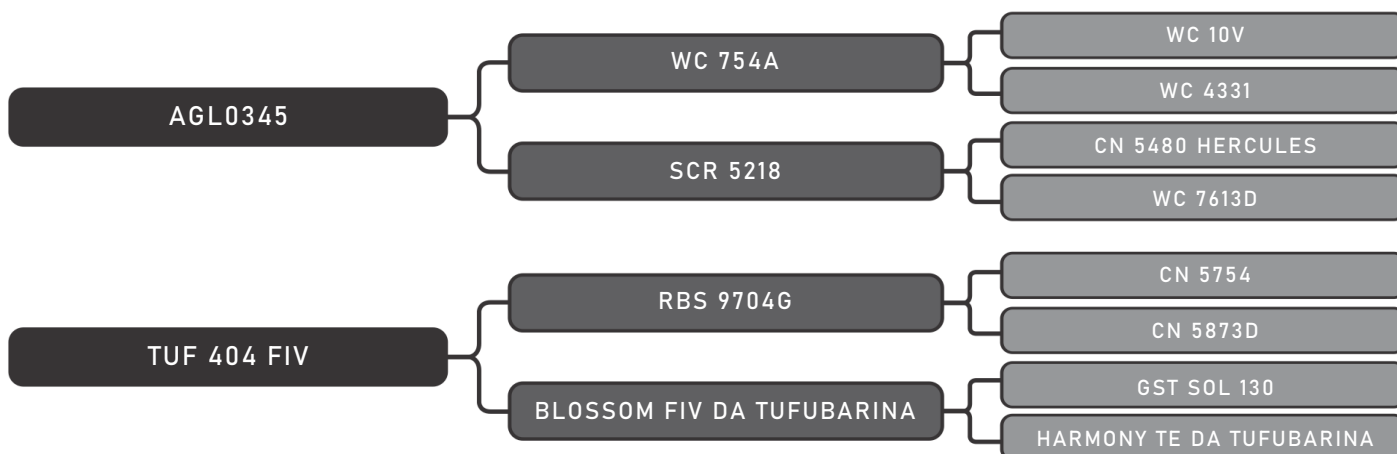 WC 10V
WC 754A
WC 4331
AGL0345
CN 5480 HERCULES
SCR 5218
WC 7613D
CN 5754
RBS 9704G
CN 5873D
TUF 404 FIV
GST SOL 130
BLOSSOM FIV DA TUFUBARINA
HARMONY TE DA TUFUBARINA